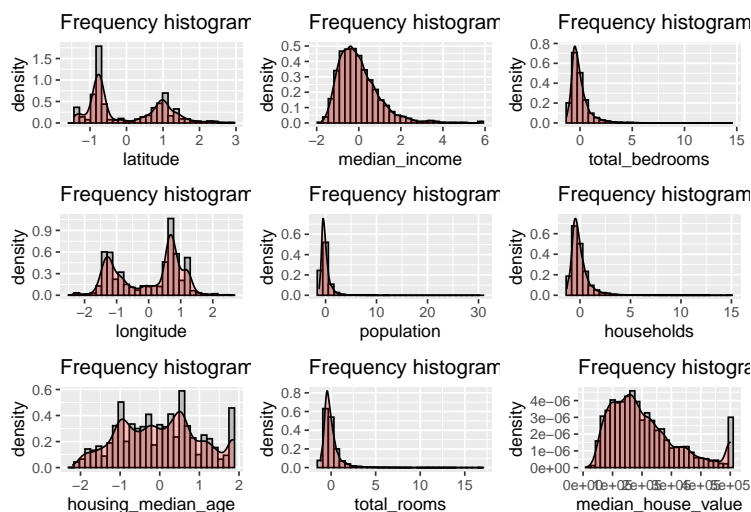 Frequency histogram
density
0.0
0.5
1.0
1.5
−1
0
1
2
3
latitude
Frequency histogram
density
0.0
0.1
0.2
0.3
0.4
0.5
−2
0
2
4
6
median_income
Frequency histogram
density
0.0
0.2
0.4
0.6
0.8
0
5
10
15
total_bedrooms
Frequency histogram
density
0.0
0.3
0.6
0.9
−2
−1
0
1
2
longitude
Frequency histogram
density
0.0
0.2
0.4
0.6
0
10
20
30
population
Frequency histogram
density
0.0
0.2
0.4
0.6
0
5
10
15
households
Frequency histogram
density
0.0
0.2
0.4
0.6
−2
−1
0
1
2
housing_median_age
Frequency histogram
density
0.0
0.2
0.4
0.6
0.8
0
5
10
15
total_rooms
Frequency histogra
density
0e+00
1e−06
2e−06
3e−06
4e−06
median_house_value